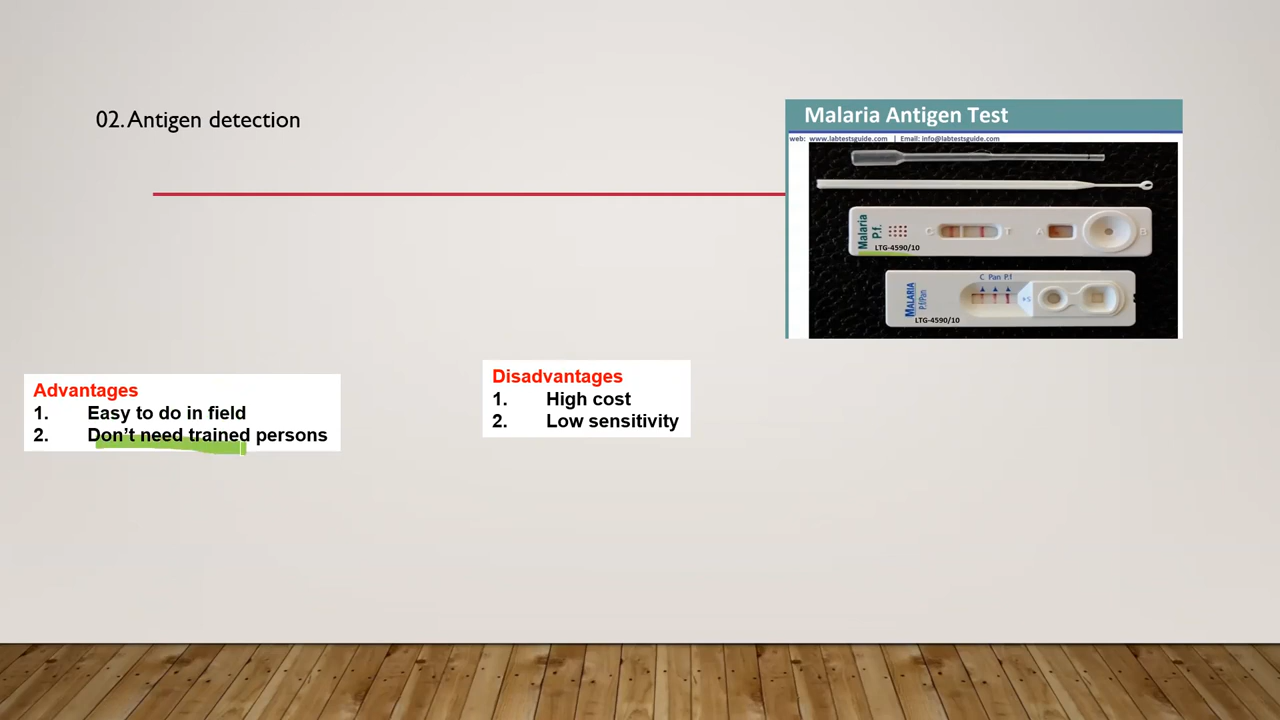 02. Antigen detection
Malaria Antigen Test
web: www.labtestsguide.com | Email: info@labtestsguide.com
Malaria
P.f.
C
T
A
B
LTG-4590/10
C Pan P.f
MALARIA
P.f/Pan
LTG-4590/10
Advantages
1. Easy to do in field
2. Don't need trained persons
Disadvantages
1. High cost
2. Low sensitivity